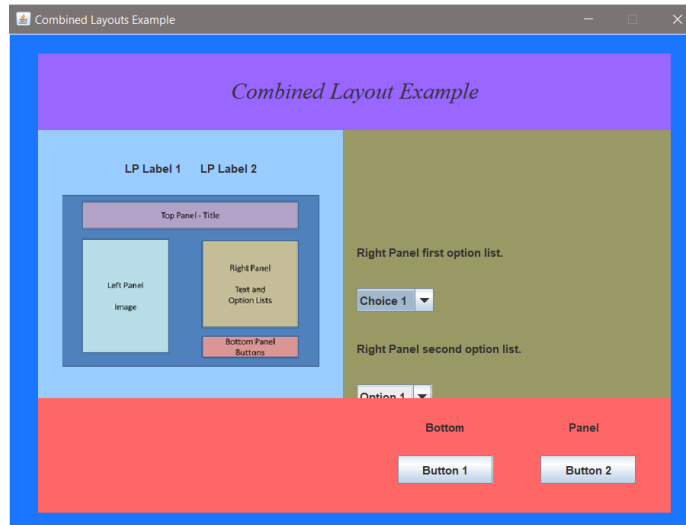 Combined Layouts Example
Combined Layout Example
LP Label 1 LP Label 2
Top Panel - Title
Left Panel
Image
Right Panel
Text and
Option Lists
Bottom Panel
Buttons
Right Panel first option list.
Choice 1
Right Panel second option list.
Option 1
Bottom Panel
Button 1 Button 2